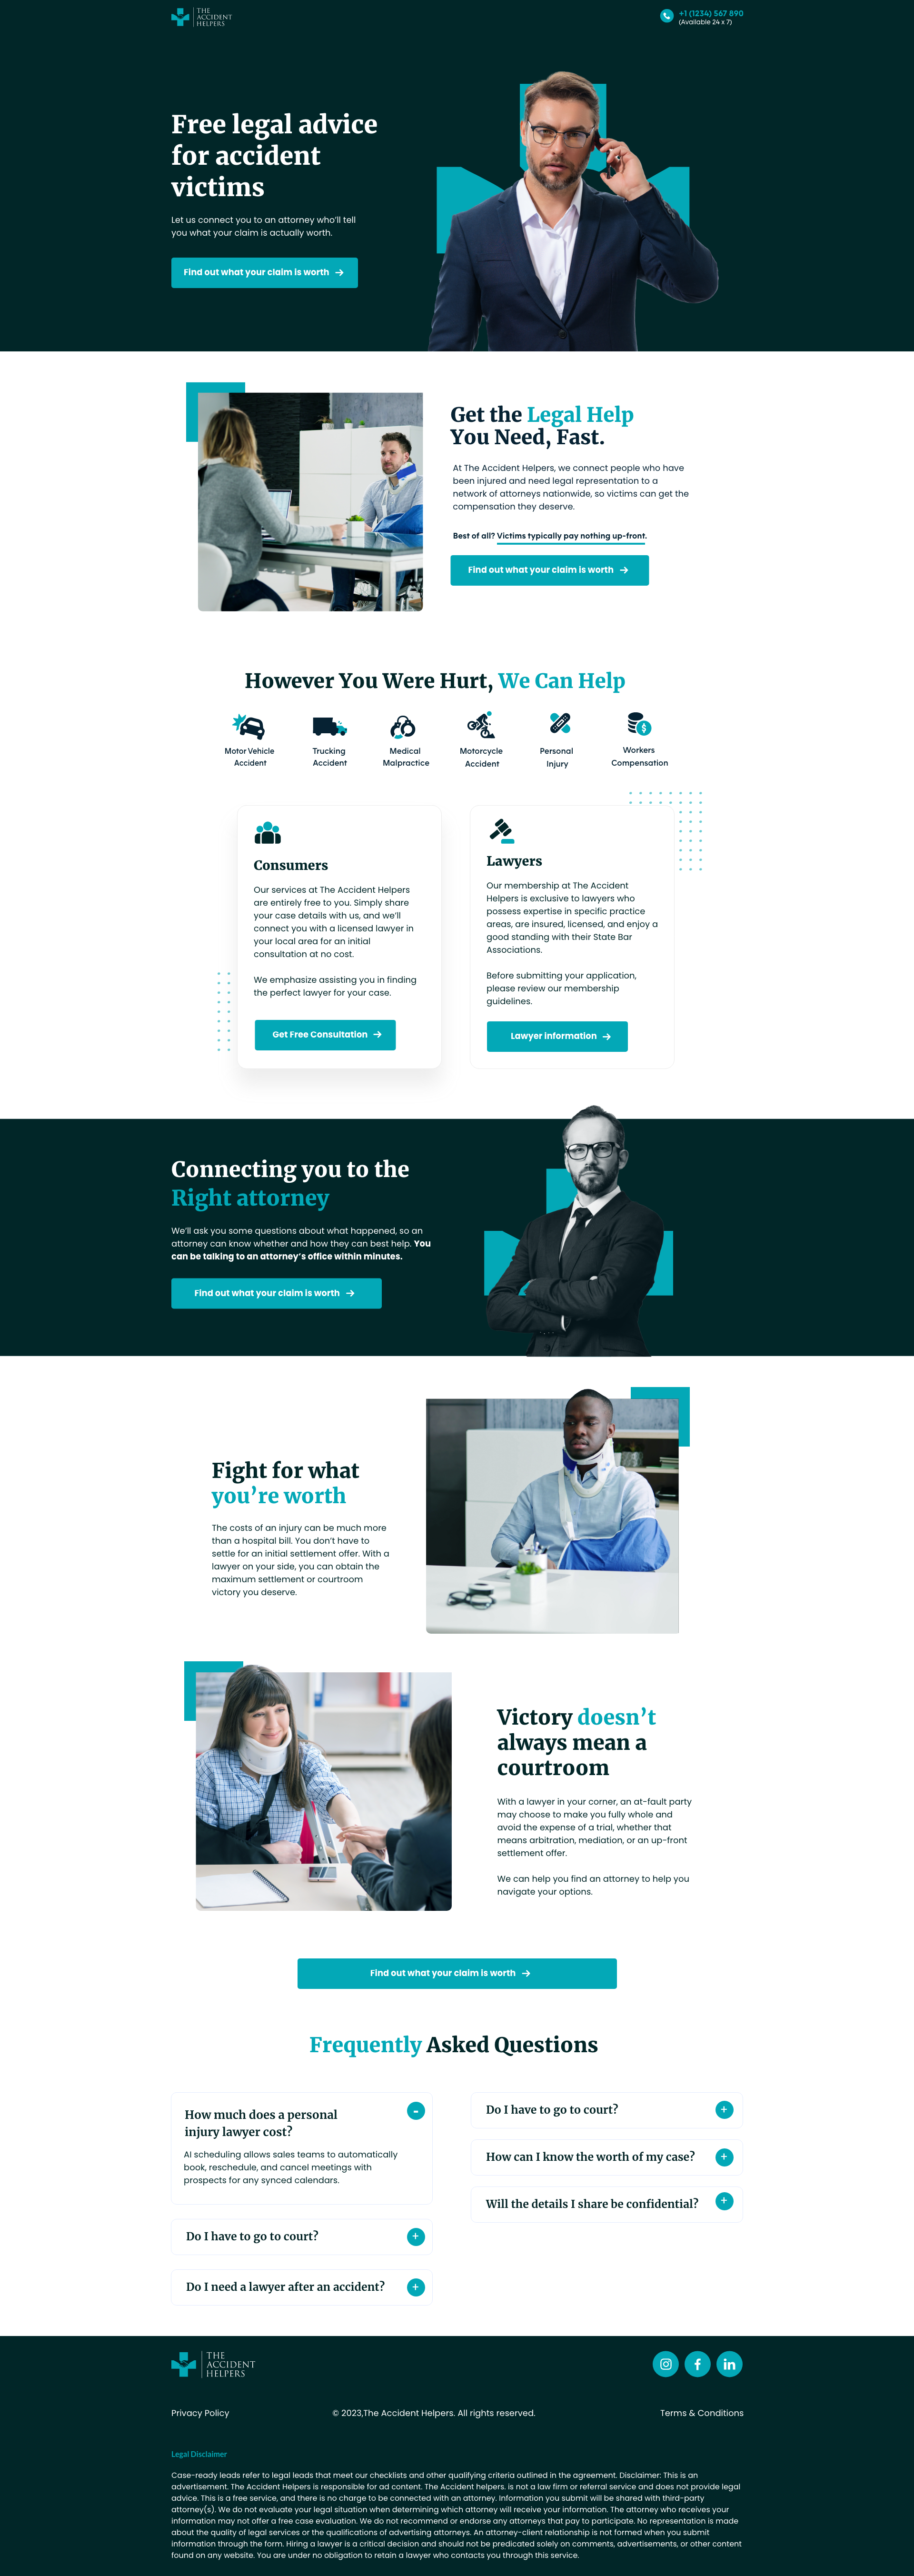 THE
ACCIDENT
HELPERS
+1 (1234) 567 890
(Available 24 x 7)
Free legal advice
for accident
victims
Let us connect you to an attorney who'll tell
you what your claim is actually worth.
Find out what your claim is worth →
Get the Legal Help
You Need, Fast.
At The Accident Helpers, we connect people who have
been injured and need legal representation to a
network of attorneys nationwide, so victims can get the
compensation they deserve.
Best of all? Victims typically pay nothing up-front.
Find out what your claim is worth →
However You Were Hurt, We Can Help
Motor Vehicle
Accident
Trucking
Accident
Medical
Malpractice
Motorcycle
Accident
Personal
Injury
Workers
Compensation
Consumers
Our services at The Accident Helpers
are entirely free to you. Simply share
your case details with us, and we'll
connect you with a licensed lawyer in
your local area for an initial
consultation at no cost.
We emphasize assisting you in finding
the perfect lawyer for your case.
Get Free Consultation →
Lawyers
Our membership at The Accident
Helpers is exclusive to lawyers who
possess expertise in specific practice
areas, are insured, licensed, and enjoy a
good standing with their State Bar
Associations.
Before submitting your application,
please review our membership
guidelines.
Lawyer information →
Connecting you to the
Right attorney
We'll ask you some questions about what happened, so an
attorney can know whether and how they can best help. You
can be talking to an attorney's office within minutes.
Find out what your claim is worth →
Fight for what
you're worth
The costs of an injury can be much more
than a hospital bill. You don't have to
settle for an initial settlement offer. With a
lawyer on your side, you can obtain the
maximum settlement or courtroom
victory you deserve.
Victory doesn't
always mean a
courtroom
With a lawyer in your corner, an at-fault party
may choose to make you fully whole and
avoid the expense of a trial, whether that
means arbitration, mediation, or an up-front
settlement offer.
We can help you find an attorney to help you
navigate your options.
Find out what your claim is worth →
Frequently Asked Questions
How much does a personal
injury lawyer cost?
AI scheduling allows sales teams to automatically
book, reschedule, and cancel meetings with
prospects for any synced calendars.
Do I have to go to court?
Do I need a lawyer after an accident?
Do I have to go to court?
How can I know the worth of my case?
Will the details I share be confidential?
THE
ACCIDENT
HELPERS
Privacy Policy
© 2023,The Accident Helpers. All rights reserved.
Terms & Conditions
Legal Disclaimer
Case-ready leads refer to legal leads that meet our checklists and other qualifying criteria outlined in the agreement. Disclaimer: This is an
advertisement. The Accident Helpers is responsible for ad content. The Accident helpers. is not a law firm or referral service and does not provide legal
advice. This is a free service, and there is no charge to be connected with an attorney. Information you submit will be shared with third-party
attorney(s). We do not evaluate your legal situation when determining which attorney will receive your information. The attorney who receives your
information may not offer a free case evaluation. We do not recommend or endorse any attorneys that pay to participate. No representation is made
about the quality of legal services or the qualifications of advertising attorneys. An attorney-client relationship is not formed when you submit
information through the form. Hiring a lawyer is a critical decision and should not be predicated solely on comments, advertisements, or other content
found on any website. You are under no obligation to retain a lawyer who contacts you through this service.